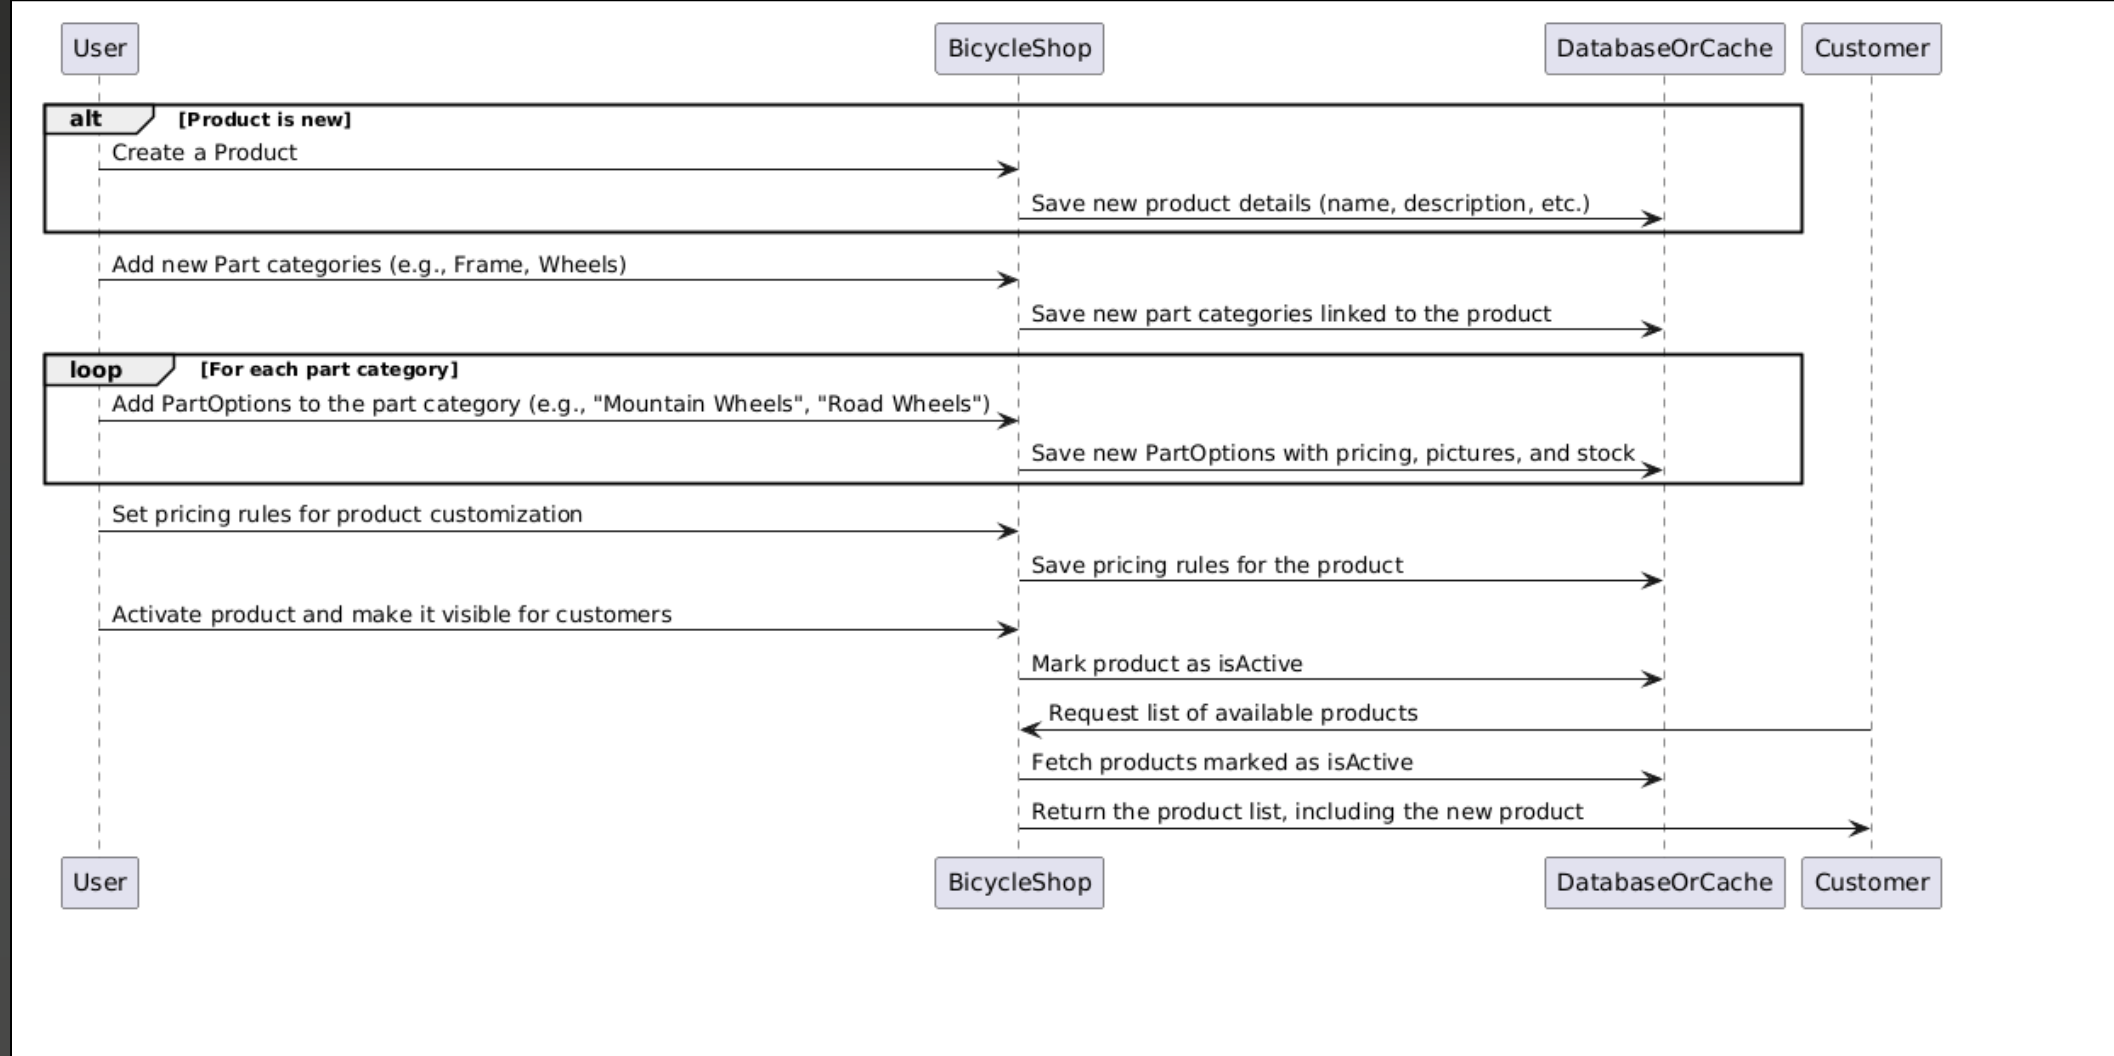 User
BicycleShop
DatabaseOrCache
Customer
alt
[Product is new]
Create a Product
Save new product details (name, description, etc.)
Add new Part categories (e.g., Frame, Wheels)
Save new part categories linked to the product
loop
[For each part category]
Add PartOptions to the part category (e.g., "Mountain Wheels", "Road Wheels")
Save new PartOptions with pricing, pictures, and stock
Set pricing rules for product customization
Save pricing rules for the product
Activate product and make it visible for customers
Mark product as isActive
Request list of available products
Fetch products marked as isActive
Return the product list, including the new product
User
BicycleShop
DatabaseOrCache
Customer